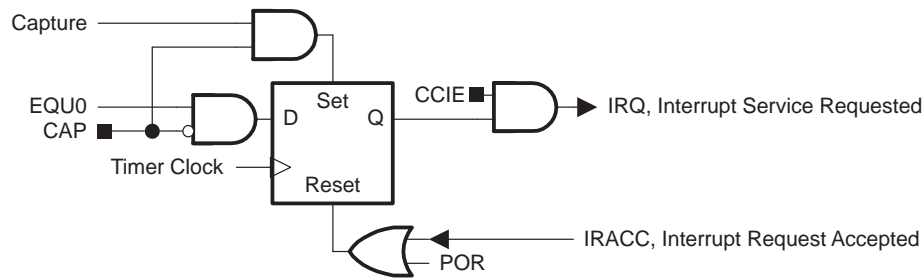 Capture
EQU0
CAP
Set
D
Q
CCIE
IRQ, Interrupt Service Requested
Timer Clock
Reset
IRACC, Interrupt Request Accepted
POR